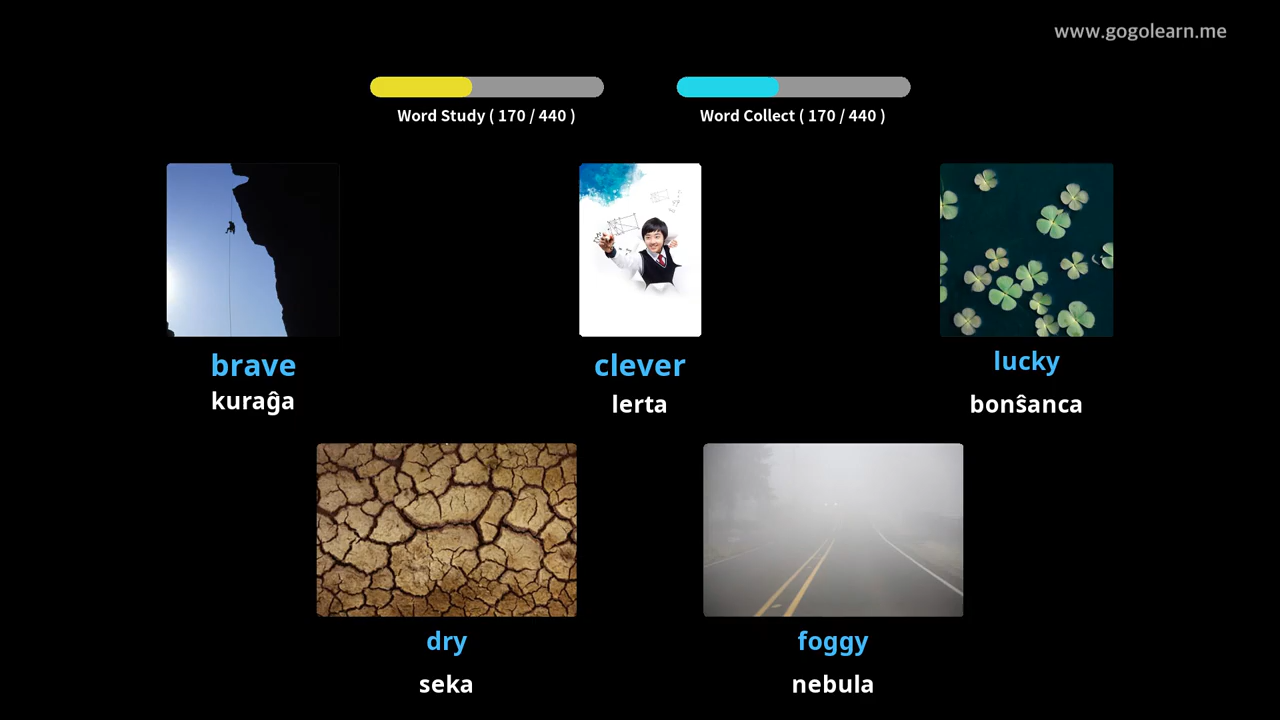 www.gogolearn.me
Word Study ( 170 / 440 )
Word Collect ( 170 / 440 )
brave
kuraĝa
clever
lerta
lucky
bonŝanca
dry
seka
foggy
nebula